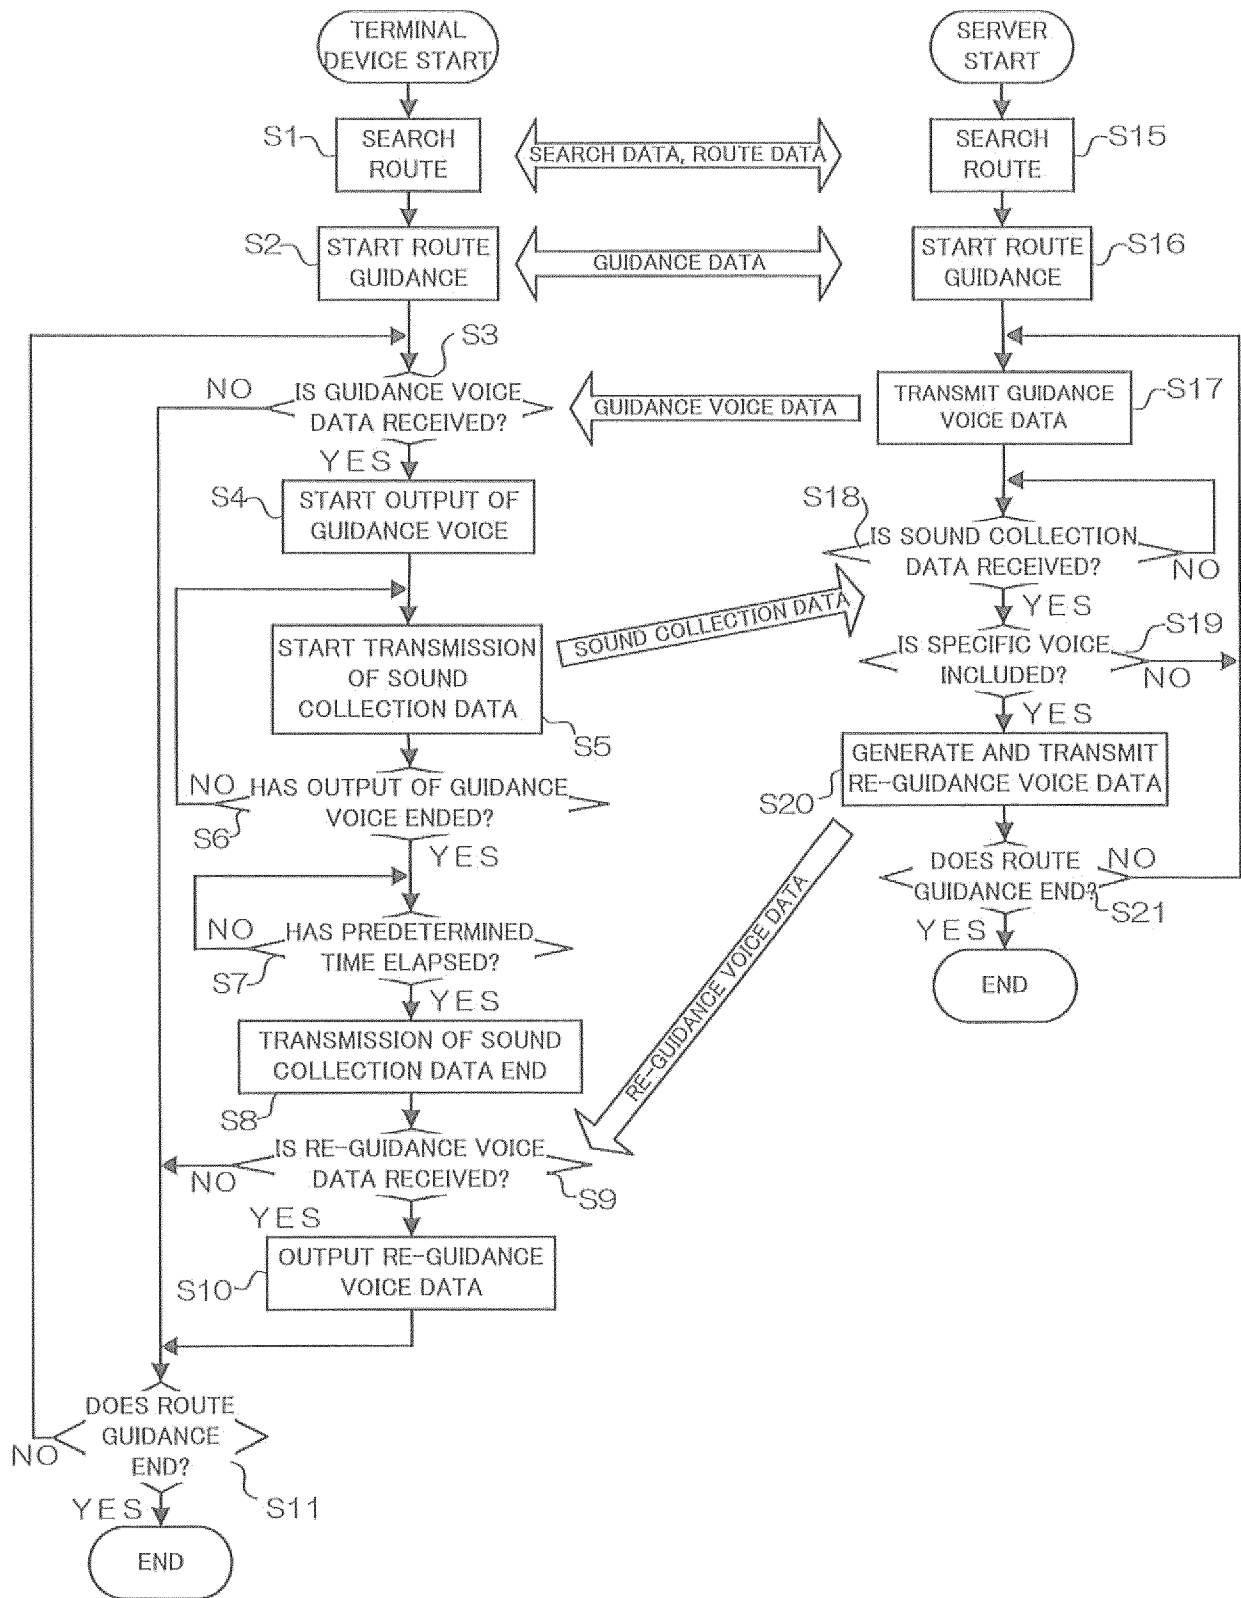 TERMINAL
DEVICE START
SERVER
START
S1
SEARCH
ROUTE
SEARCH DATA, ROUTE DATA
SEARCH
ROUTE
S15
S2
START ROUTE
GUIDANCE
GUIDANCE DATA
START ROUTE
GUIDANCE
S16
S3
NO
IS GUIDANCE VOICE
DATA RECEIVED?
YES
GUIDANCE VOICE DATA
TRANSMIT GUIDANCE
VOICE DATA
S17
S4
START OUTPUT OF
GUIDANCE VOICE
S18
IS SOUND COLLECTION
DATA RECEIVED?
NO
YES
START TRANSMISSION
OF SOUND
COLLECTION DATA
S5
SOUND COLLECTION DATA
IS SPECIFIC VOICE
INCLUDED?
S19
NO
YES
NO
HAS OUTPUT OF GUIDANCE
VOICE ENDED?
S6
YES
GENERATE AND TRANSMIT
RE-GUIDANCE VOICE DATA
S20
NO
HAS PREDETERMINED
TIME ELAPSED?
S7
YES
DOES ROUTE
GUIDANCE END?
NO
S21
YES
END
TRANSMISSION OF SOUND
COLLECTION DATA END
S8
RE-GUIDANCE VOICE DATA
IS RE-GUIDANCE VOICE
DATA RECEIVED?
NO
S9
YES
OUTPUT RE-GUIDANCE
VOICE DATA
S10
DOES ROUTE
GUIDANCE
END?
NO
S11
YES
END